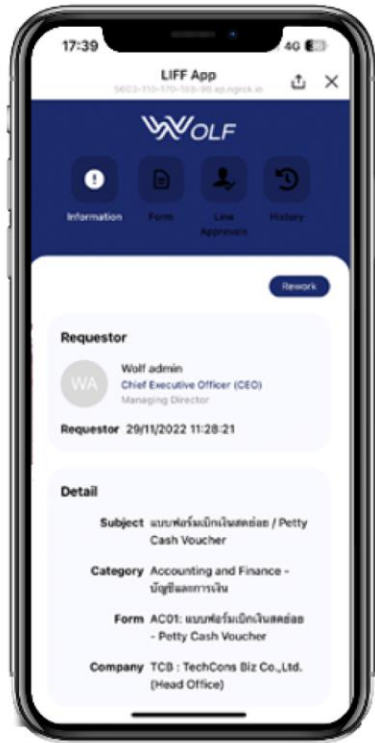 17:39
4G
LIFF App
WOLF
Information
Form
Line
Approvals
History
Rework
Requestor
WA
Wolf admin
Chief Executive Officer (CEO)
Managing Director
Requestor 29/11/2022 11:28:21
Detail
Subject แบบฟอร์มเบิกเงินสดย่อย / Petty
Cash Voucher
Category Accounting and Finance -
บัญชีและการเงิน
Form AC01: แบบฟอร์มเบิกเงินสดย่อย
- Petty Cash Voucher
Company TCB : TechCons Biz Co.,Ltd.
(Head Office)